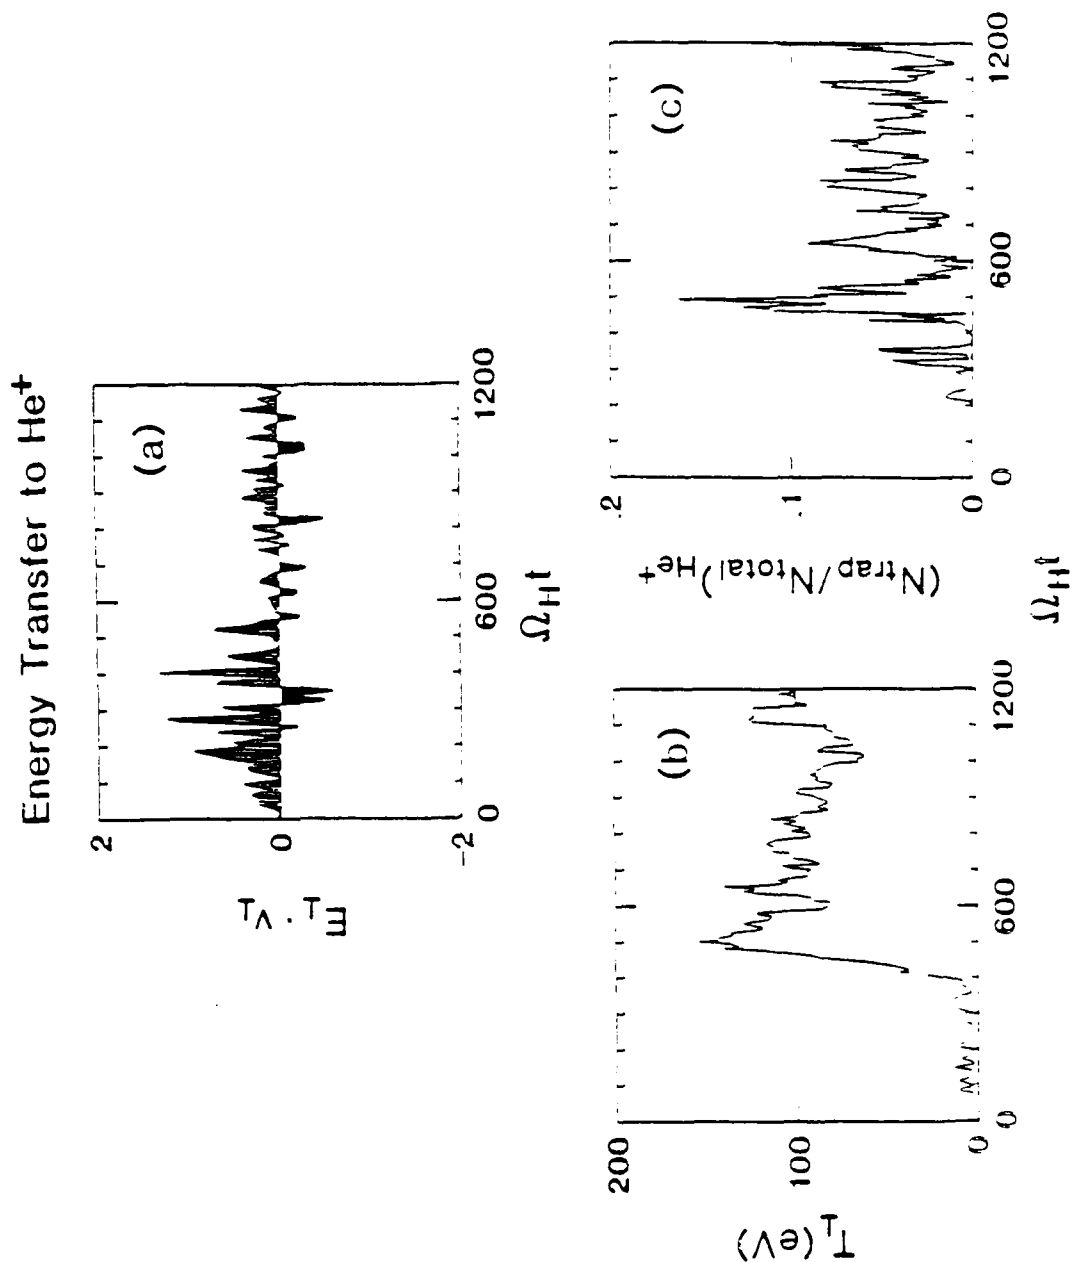 Energy Transfer to He+
(a)
2
0
-2
E⊥ · v⊥
0
600
1200
Ω_H t
(b)
200
100
0
T⊥ (eV)
0
600
1200
Ω_H t
(c)
.2
.1
0
(N_trap/N_total)_He+
0
600
1200